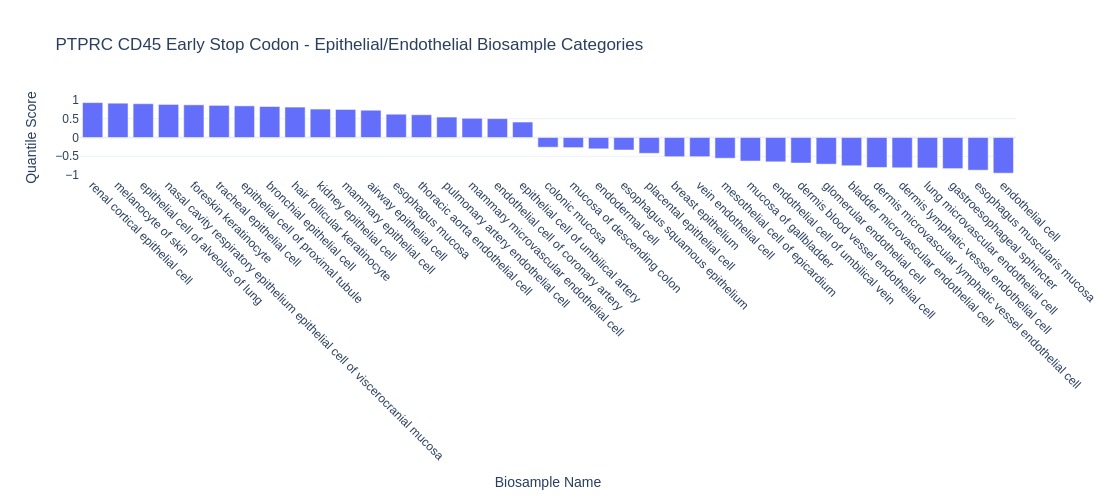 PTPRC CD45 Early Stop Codon - Epithelial/Endothelial Biosample Categories
Quantile Score
1
0.5
0
−0.5
−1
renal cortical epithelial cell
melanocyte of skin
epithelial cell of alveolus of lung
nasal cavity respiratory epithelium epithelial cell of viscerocranial mucosa
foreskin keratinocyte
tracheal epithelial cell
epithelial cell of proximal tubule
bronchial epithelial cell
hair follicular keratinocyte
kidney epithelial cell
mammary epithelial cell
airway epithelial cell
esophagus mucosa
thoracic aorta endothelial cell
pulmonary artery endothelial cell
mammary microvascular endothelial cell
endothelial cell of coronary artery
epithelial cell of umbilical artery
colonic mucosa
mucosa of descending colon
endodermal cell
esophagus squamous epithelium
placental epithelial cell
breast epithelium
vein endothelial cell
mesothelial cell of epicardium
mucosa of gallbladder
endothelial cell of umbilical vein
dermis blood vessel endothelial cell
glomerular endothelial cell
bladder microvascular endothelial cell
dermis microvascular lymphatic vessel endothelial cell
dermis lymphatic vessel endothelial cell
lung microvascular endothelial cell
gastroesophageal sphincter
esophagus muscularis mucosa
endothelial cell
Biosample Name